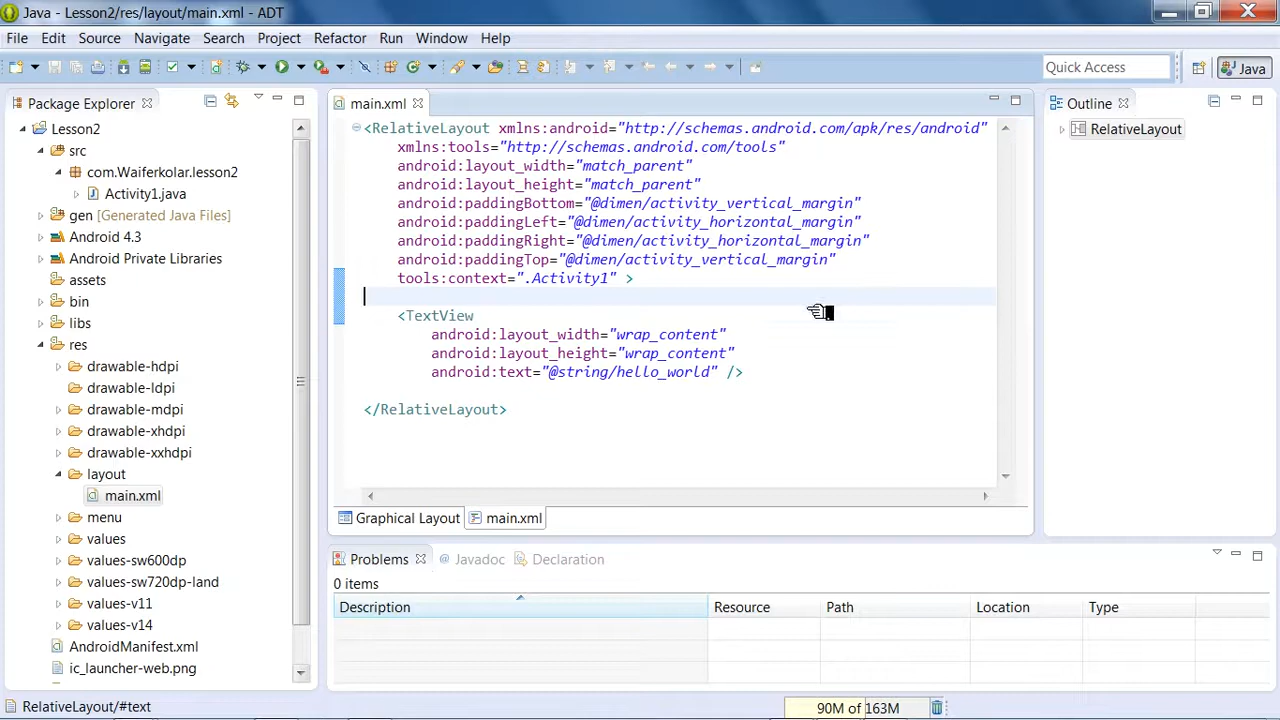 Java - Lesson2/res/layout/main.xml - ADT
File Edit Source Navigate Search Project Refactor Run Window Help
Quick Access
Java
Package Explorer
Lesson2
src
com.Waiferkolar.lesson2
Activity1.java
gen [Generated Java Files]
Android 4.3
Android Private Libraries
assets
bin
libs
res
drawable-hdpi
drawable-ldpi
drawable-mdpi
drawable-xhdpi
drawable-xxhdpi
layout
main.xml
menu
values
values-sw600dp
values-sw720dp-land
values-v11
values-v14
AndroidManifest.xml
ic_launcher-web.png
main.xml
<RelativeLayout xmlns:android="http://schemas.android.com/apk/res/android"
xmlns:tools="http://schemas.android.com/tools"
android:layout_width="match_parent"
android:layout_height="match_parent"
android:paddingBottom="@dimen/activity_vertical_margin"
android:paddingLeft="@dimen/activity_horizontal_margin"
android:paddingRight="@dimen/activity_horizontal_margin"
android:paddingTop="@dimen/activity_vertical_margin"
tools:context=".Activity1" >
<TextView
android:layout_width="wrap_content"
android:layout_height="wrap_content"
android:text="@string/hello_world" />
</RelativeLayout>
Graphical Layout main.xml
Outline
RelativeLayout
Problems @ Javadoc Declaration
0 items
Description Resource Path Location Type
RelativeLayout/#text
90M of 163M